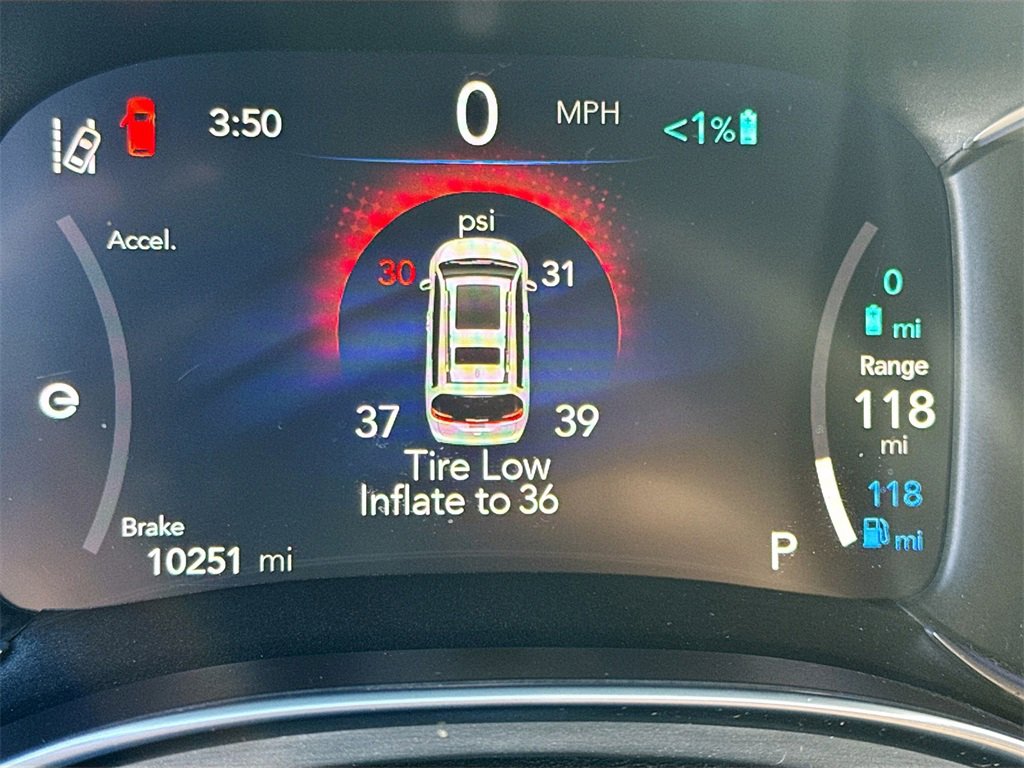 3:50
0 MPH
<1%
psi
Accel.
30 31
0
mi
Range
118
mi
37 39
Tire Low
Inflate to 36
118
mi
Brake
10251 mi
P